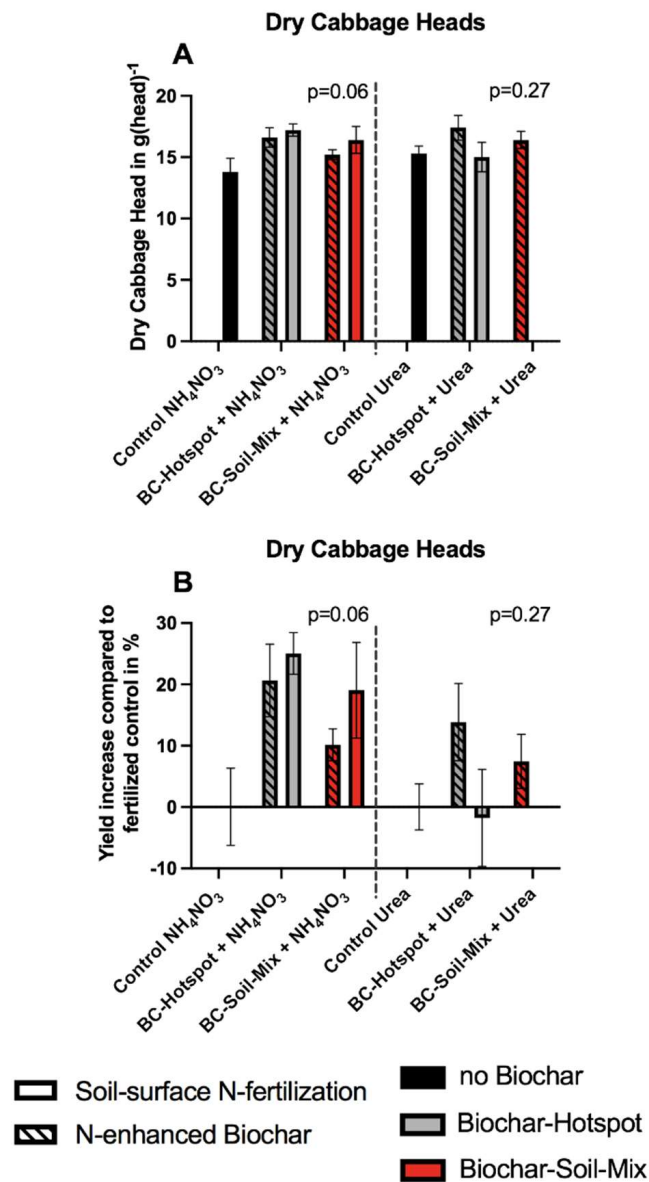 Dry Cabbage Heads
A
p=0.06
p=0.27
Dry Cabbage Head in g(head)⁻¹
20
15
10
5
0
Control NH₄NO₃
BC-Hotspot + NH₄NO₃
BC-Soil-Mix + NH₄NO₃
Control Urea
BC-Hotspot + Urea
BC-Soil-Mix + Urea
Dry Cabbage Heads
B
p=0.06
p=0.27
Yield increase compared to
fertilized control in %
30
20
10
0
-10
Control NH₄NO₃
BC-Hotspot + NH₄NO₃
BC-Soil-Mix + NH₄NO₃
Control Urea
BC-Hotspot + Urea
BC-Soil-Mix + Urea
Soil-surface N-fertilization
N-enhanced Biochar
no Biochar
Biochar-Hotspot
Biochar-Soil-Mix